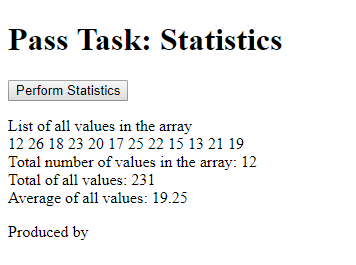 Pass Task: Statistics
Perform Statistics
List of all values in the array
12 26 18 23 20 17 25 22 15 13 21 19
Total number of values in the array: 12
Total of all values: 231
Average of all values: 19.25
Produced by